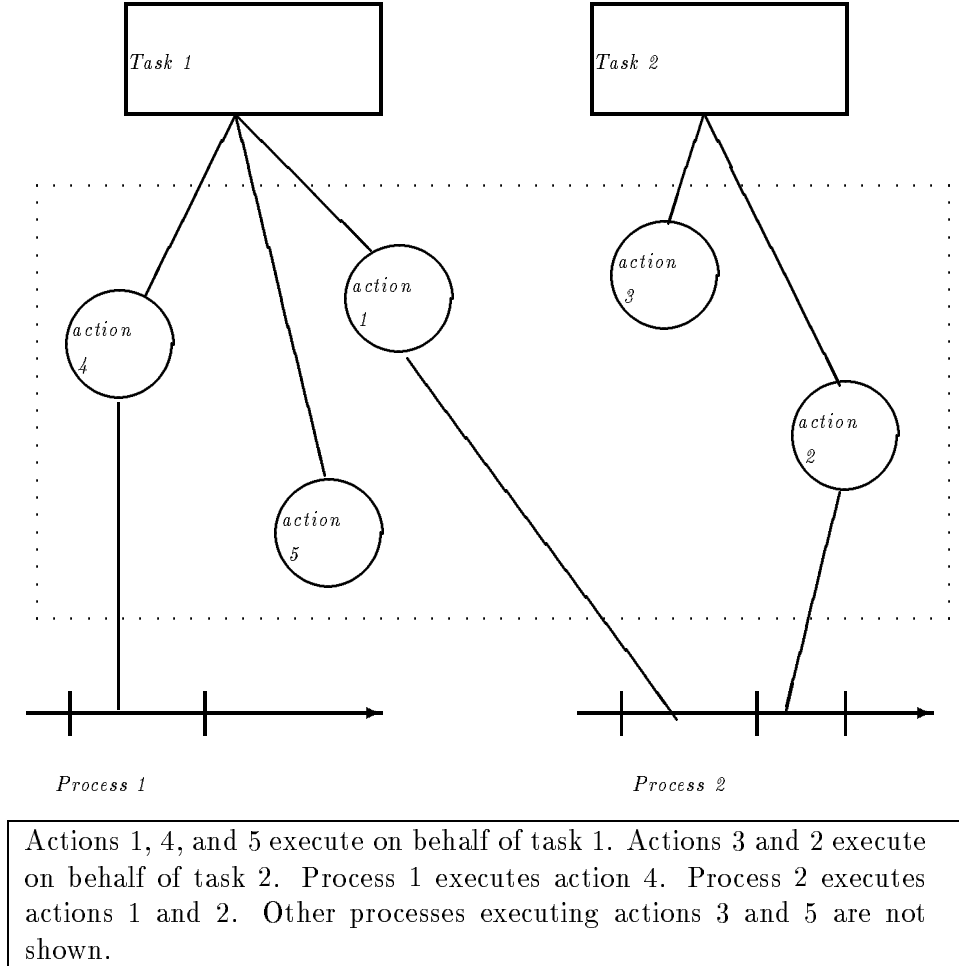 Task 1
Task 2
action
3
action
1
action
4
action
2
action
5
Process 1
Process 2
Actions 1, 4, and 5 execute on behalf of task 1. Actions 3 and 2 execute
on behalf of task 2. Process 1 executes action 4. Process 2 executes
actions 1 and 2. Other processes executing actions 3 and 5 are not
shown.